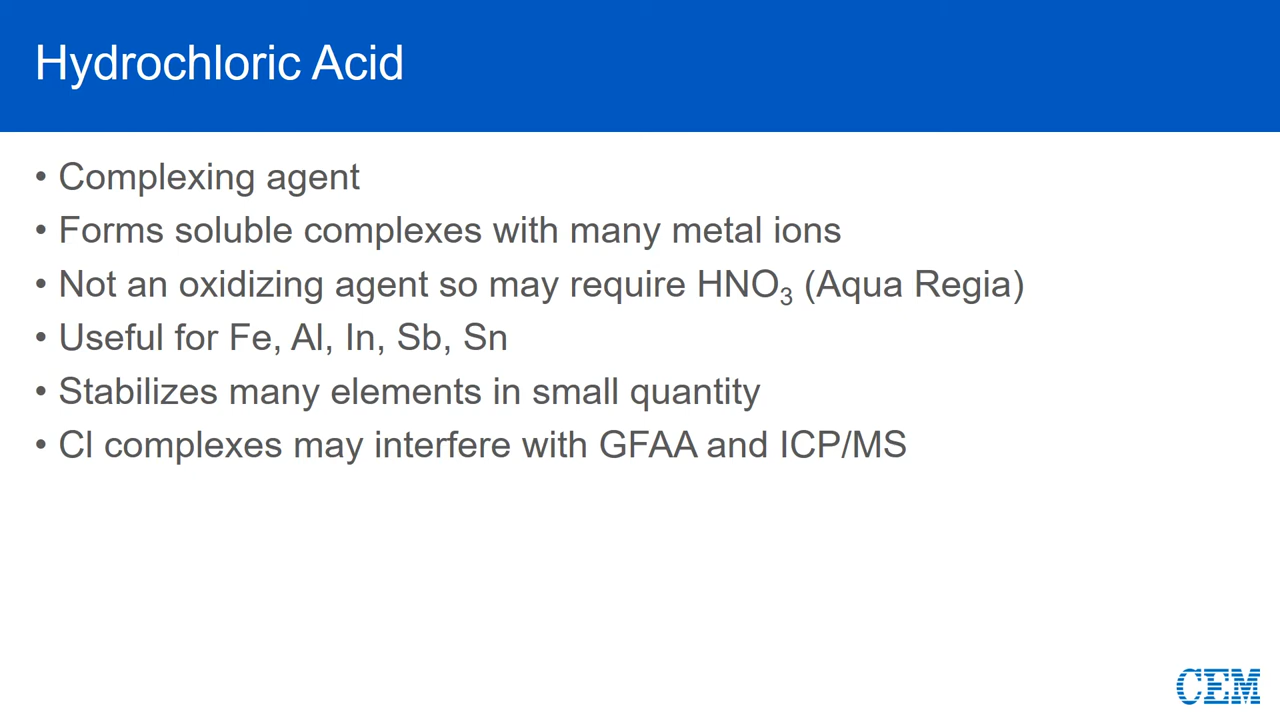 Hydrochloric Acid
• Complexing agent
• Forms soluble complexes with many metal ions
• Not an oxidizing agent so may require HNO₃ (Aqua Regia)
• Useful for Fe, Al, In, Sb, Sn
• Stabilizes many elements in small quantity
• Cl complexes may interfere with GFAA and ICP/MS
CEM